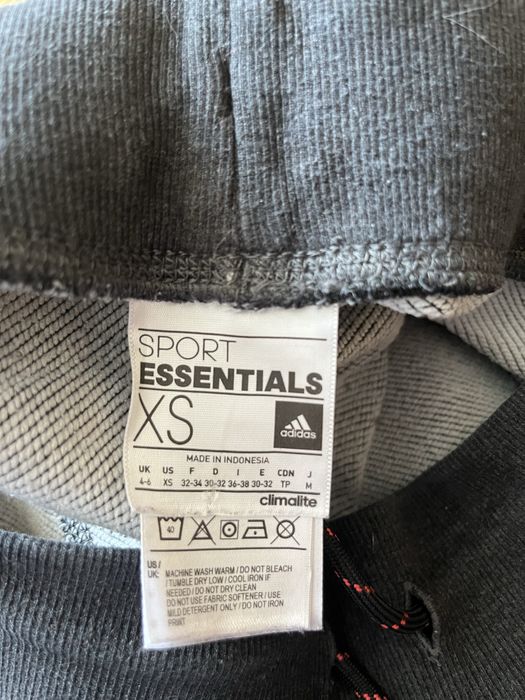 SPORT
ESSENTIALS
XS
adidas
MADE IN INDONESIA
UK US F D I E CDN J
4-6 XS 32-34 30-32 36-38 30-32 TP M
climalite
40
US/
UK: MACHINE WASH WARM / DO NOT BLEACH
/ TUMBLE DRY LOW / COOL IRON IF
NEEDED / DO NOT DRY CLEAN
DO NOT USE FABRIC SOFTENER / USE
MILD DETERGENT ONLY / DO NOT IRON
PRINT